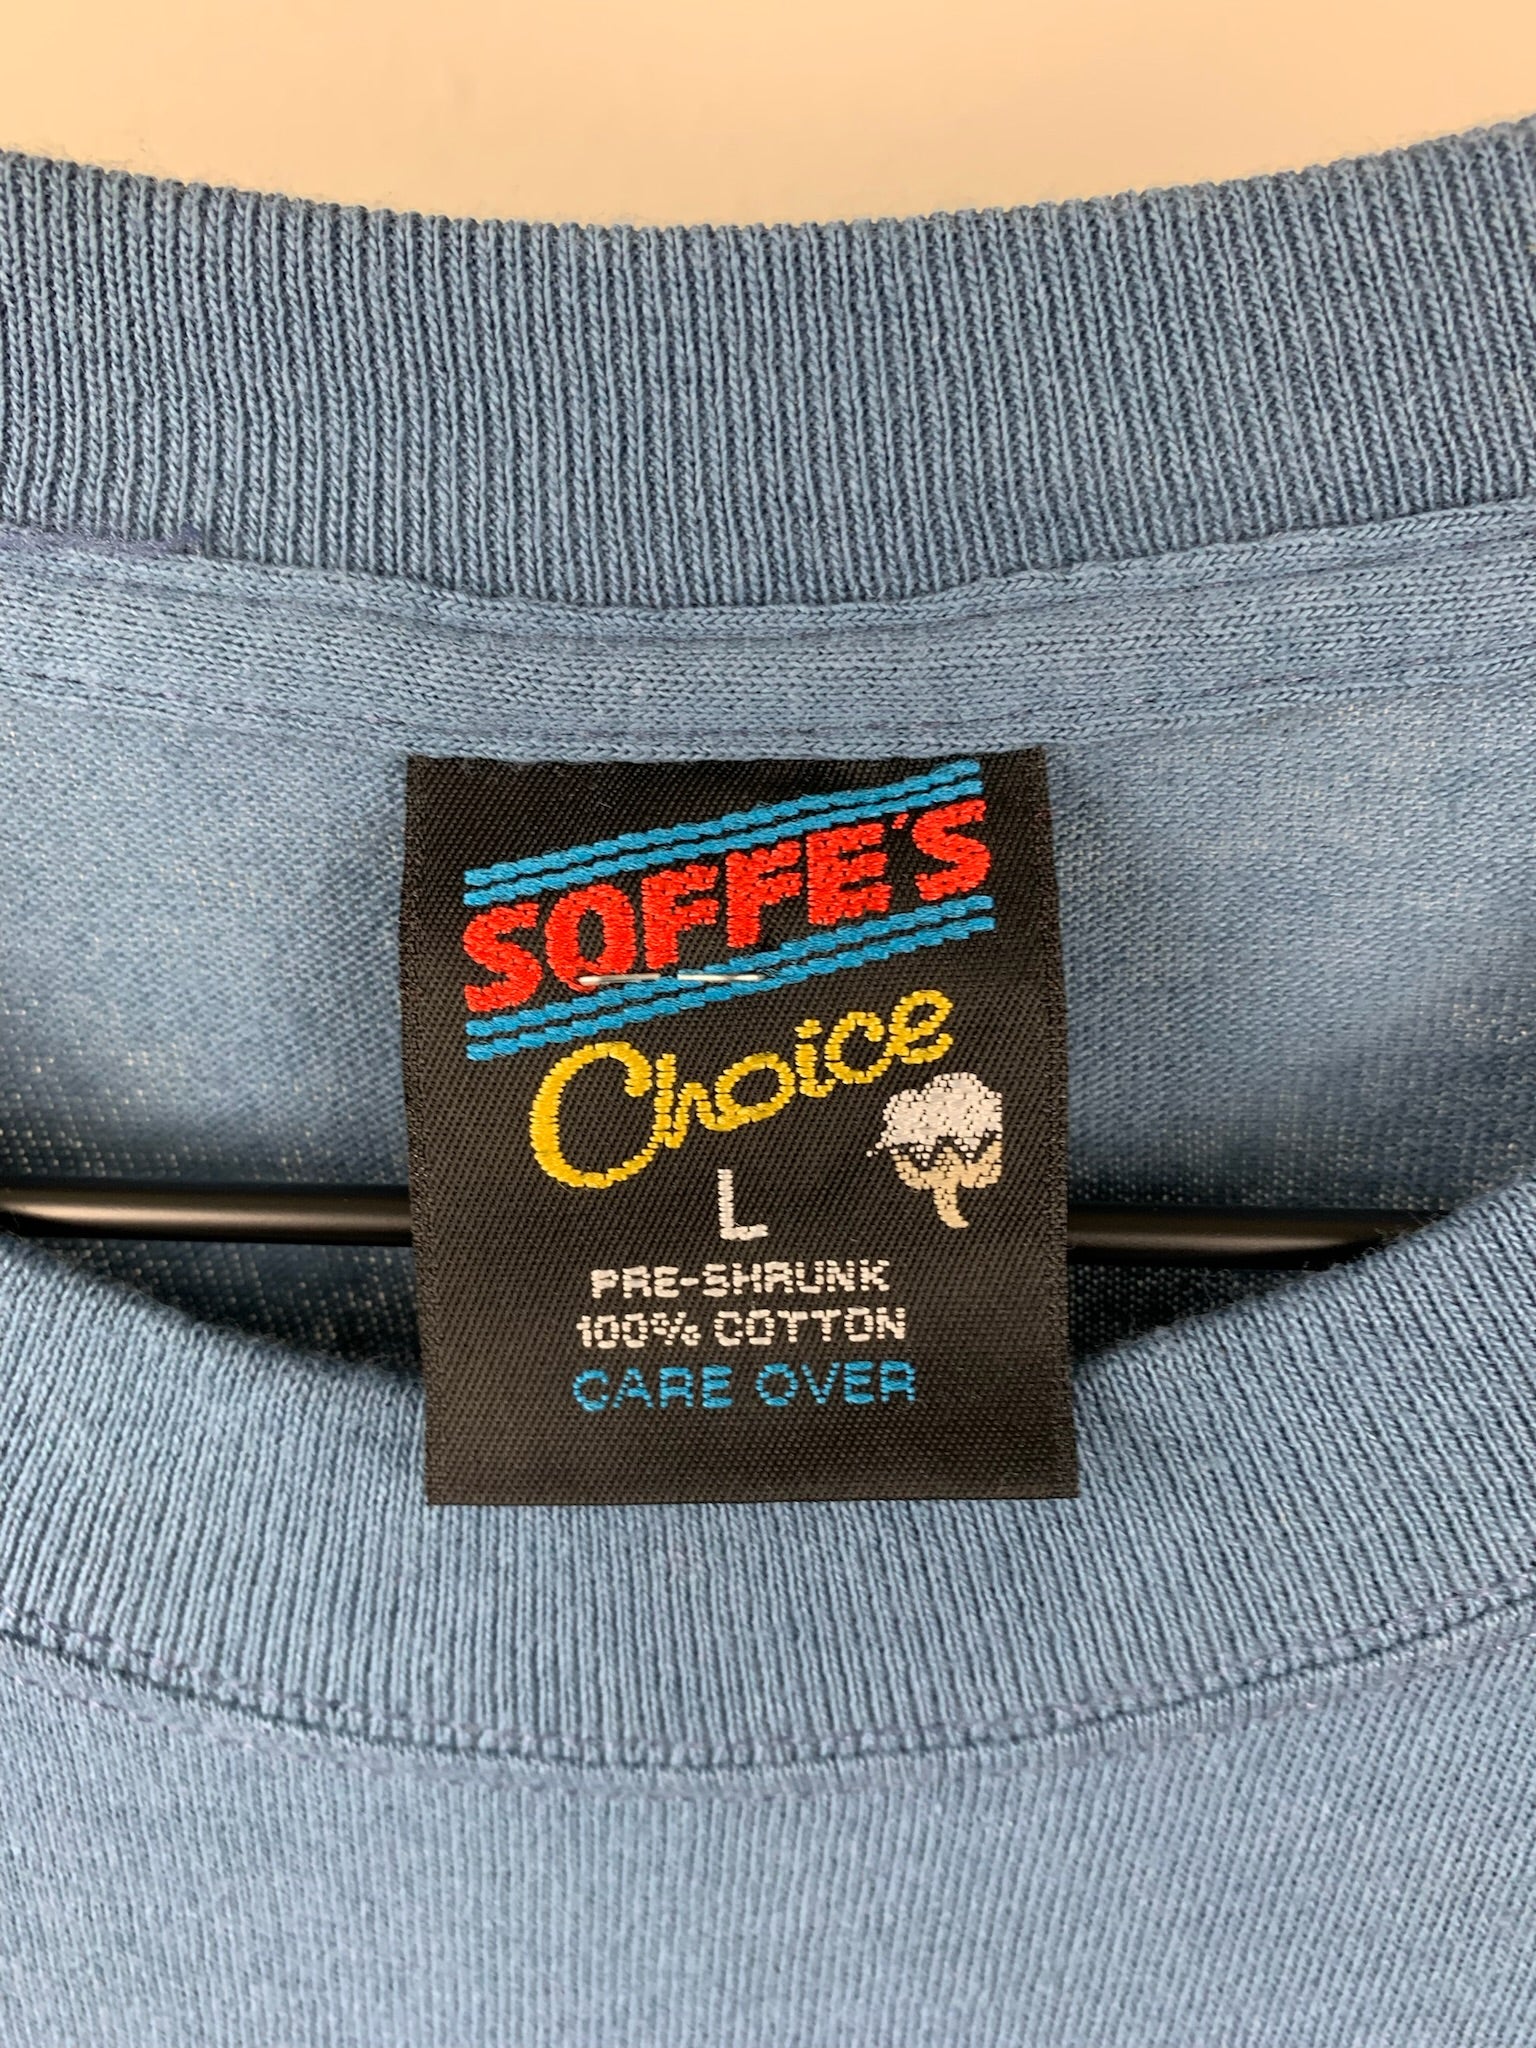 SOFFE'S
Choice
L
PRE-SHRUNK
100% COTTON
CARE OVER